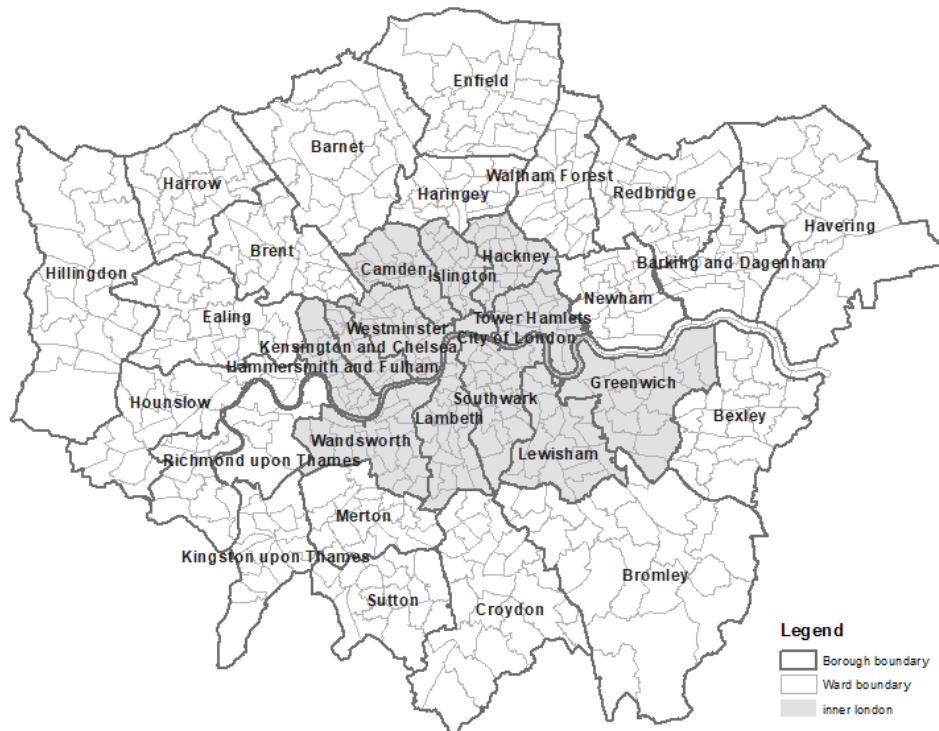 Enfield
Barnet
Waltham Forest
Harrow
Haringey
Redbridge
Havering
Brent
Hackney
Hillingdon
Camden
Islington
Barking and Dagenham
Newham
Ealing
Tower Hamlets
Westminster
City of London
Kensington and Chelsea
Hammersmith and Fulham
Greenwich
Hounslow
Southwark
Bexley
Lambeth
Wandsworth
Lewisham
Richmond upon Thames
Merton
Kingston upon Thames
Bromley
Sutton
Croydon
Legend
Borough boundary
Ward boundary
inner london